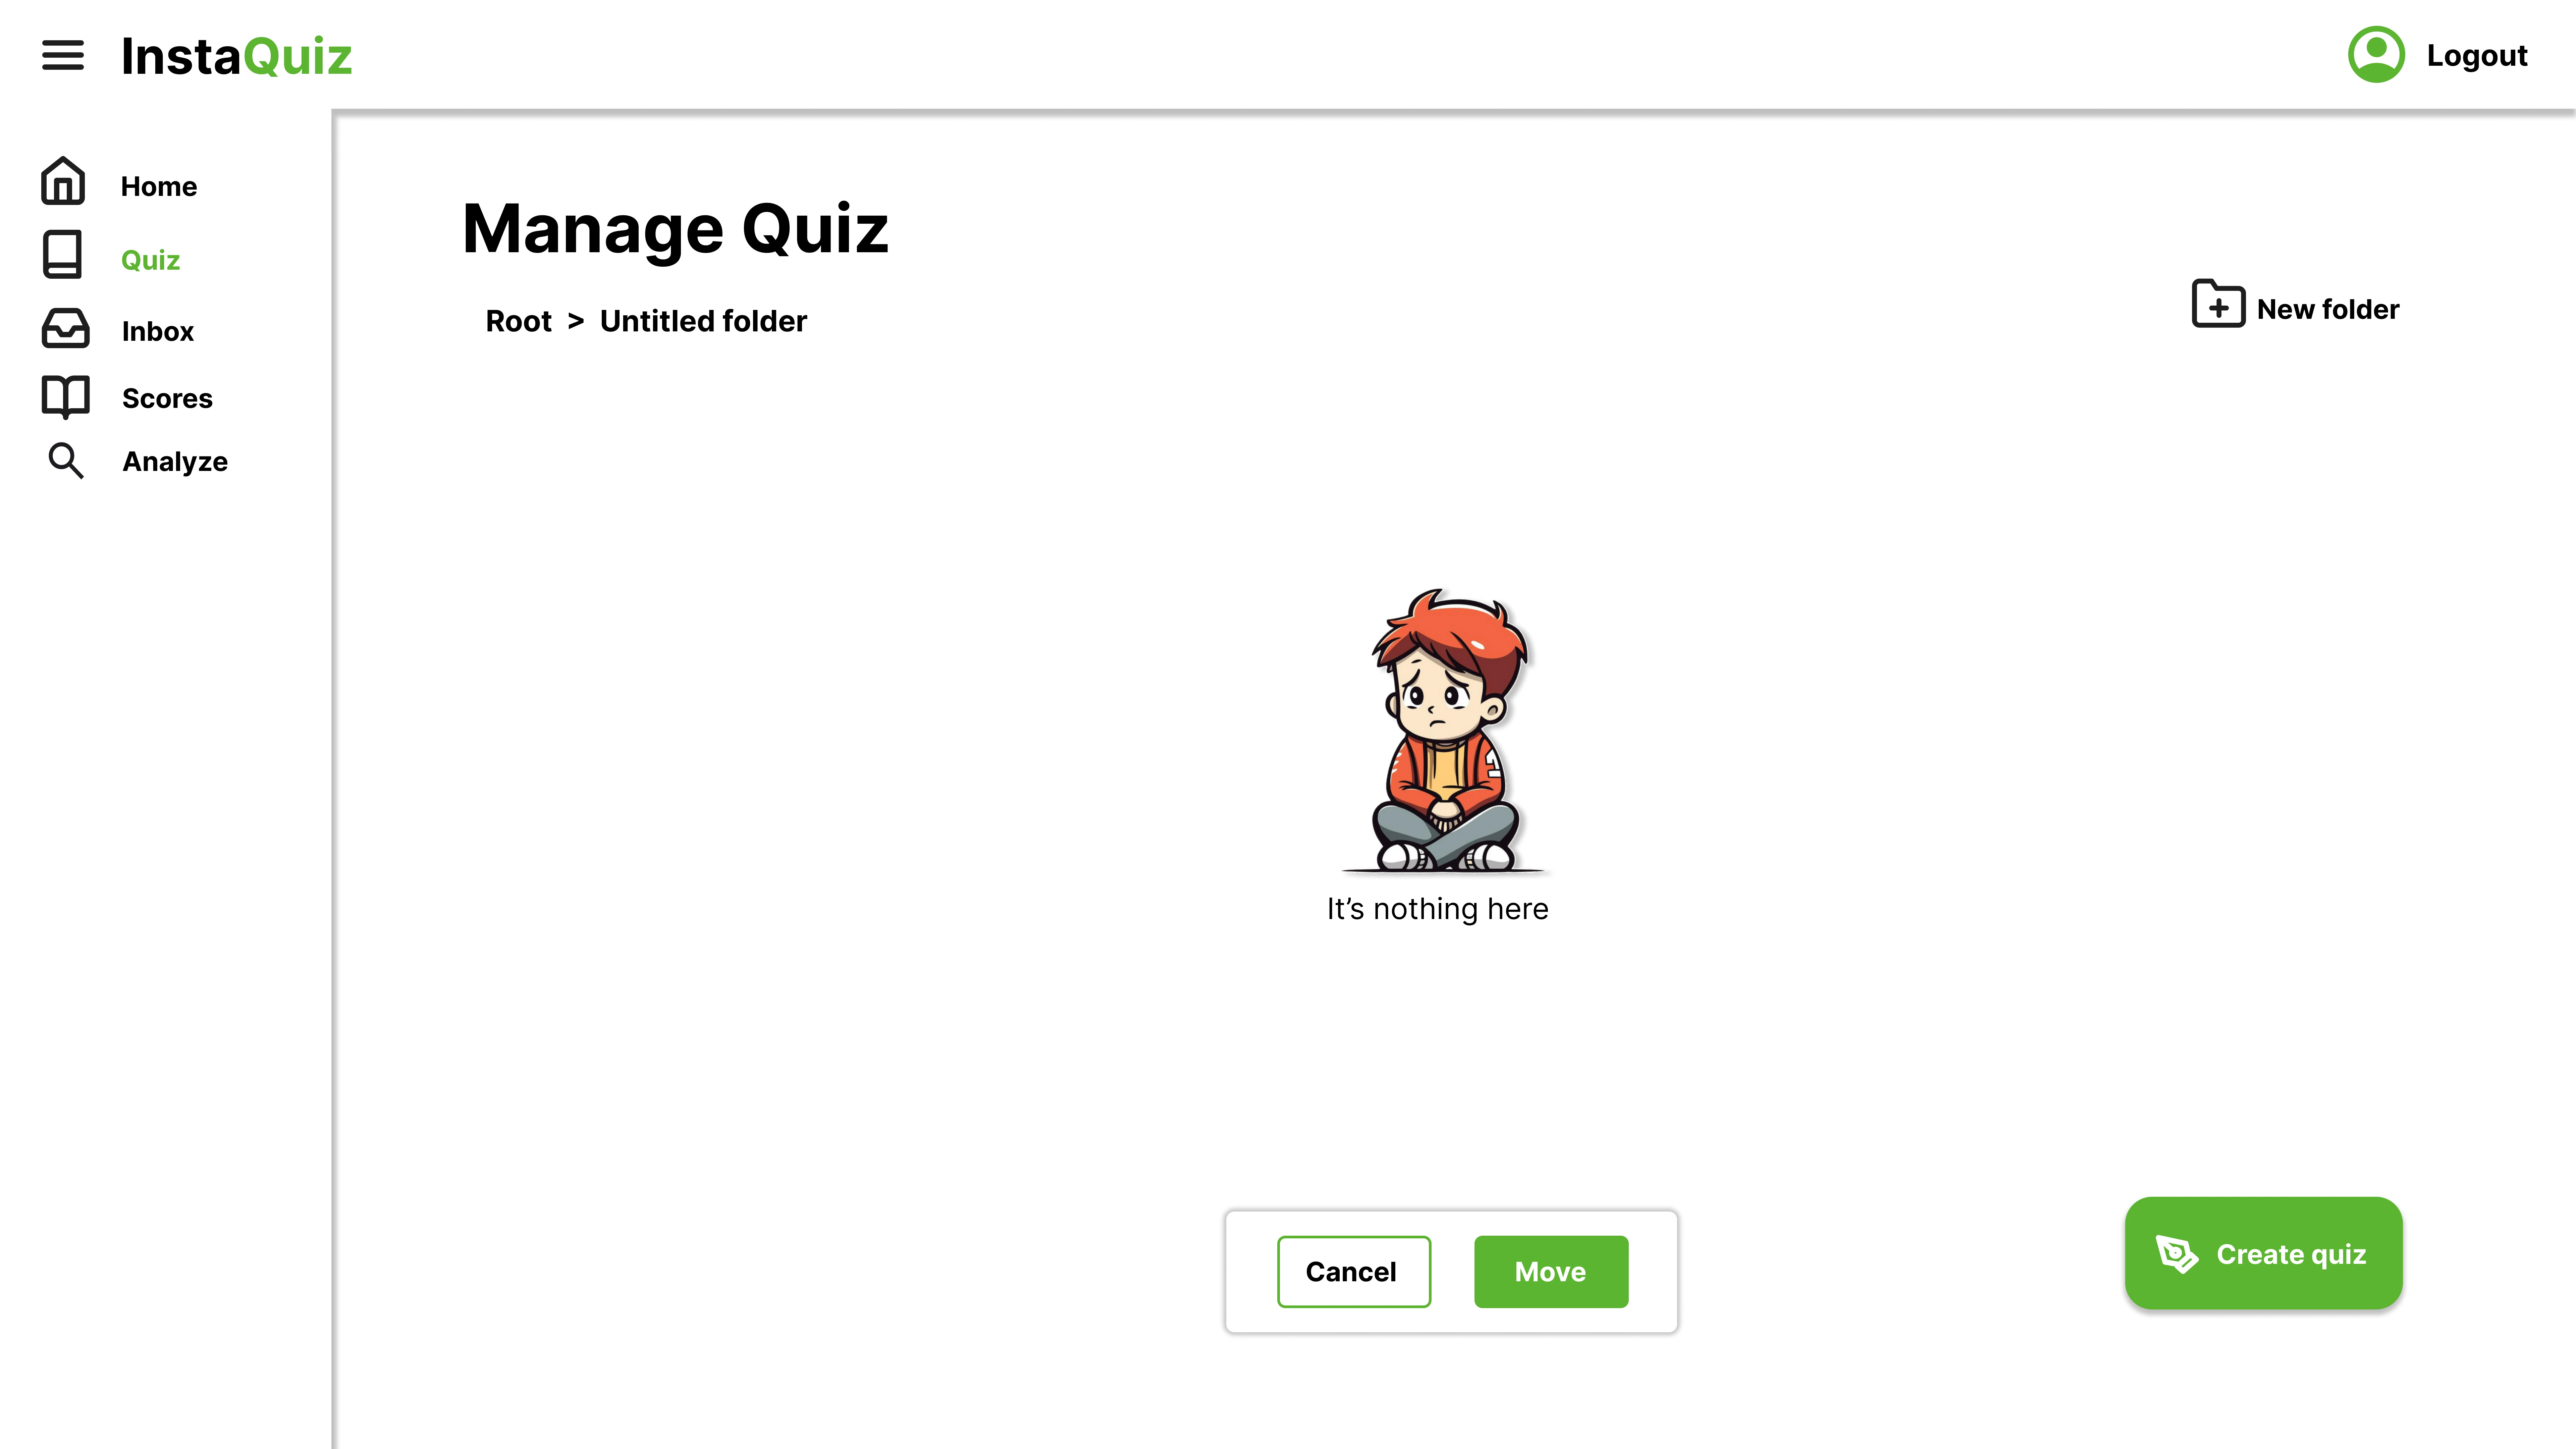 InstaQuiz
Logout
Home
Quiz
Inbox
Scores
Analyze
Manage Quiz
Root > Untitled folder
New folder
It’s nothing here
Cancel
Move
Create quiz